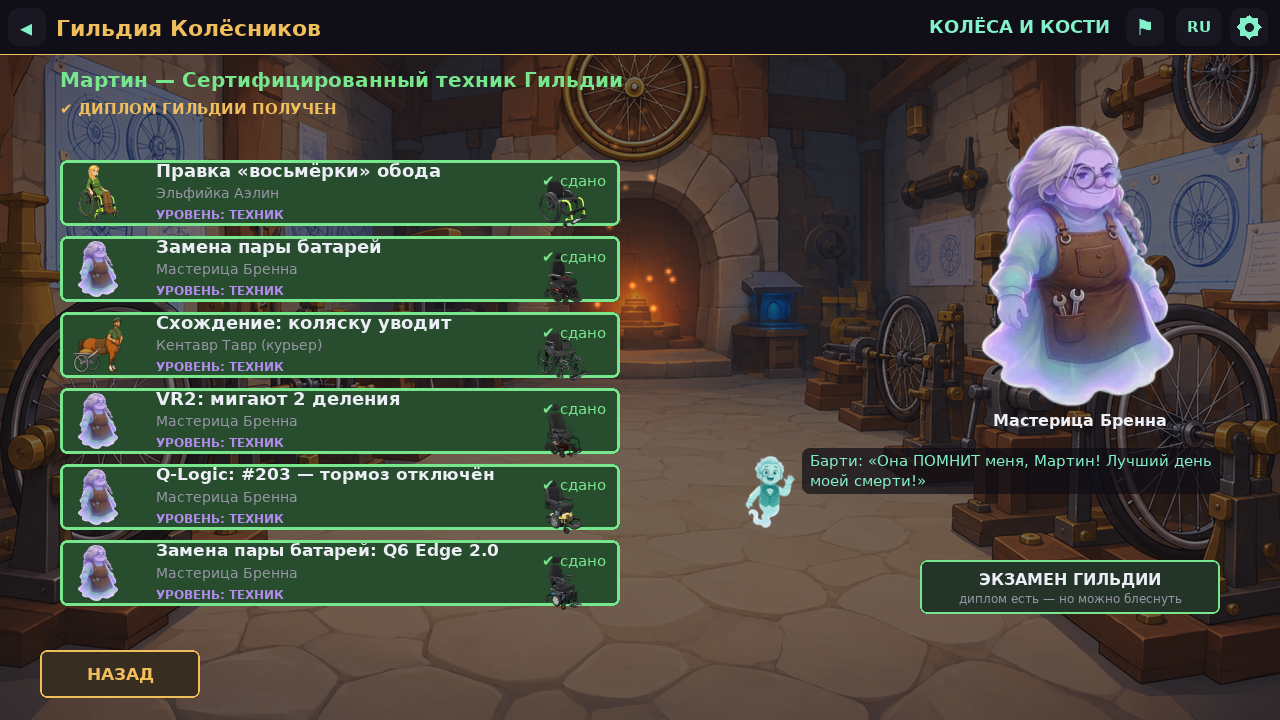 Гильдия Колёсников
КОЛЁСА И КОСТИ
RU
Мартин — Сертифицированный техник Гильдии
✔ ДИПЛОМ ГИЛЬДИИ ПОЛУЧЕН
Правка «восьмёрки» обода
Эльфийка Аэлин
УРОВЕНЬ: ТЕХНИК
✔ сдано
Замена пары батарей
Мастерица Бренна
УРОВЕНЬ: ТЕХНИК
✔ сдано
Схождение: коляску уводит
Кентавр Тавр (курьер)
УРОВЕНЬ: ТЕХНИК
✔ сдано
VR2: мигают 2 деления
Мастерица Бренна
УРОВЕНЬ: ТЕХНИК
✔ сдано
Q-Logic: #203 — тормоз отключён
Мастерица Бренна
УРОВЕНЬ: ТЕХНИК
✔ сдано
Замена пары батарей: Q6 Edge 2.0
Мастерица Бренна
УРОВЕНЬ: ТЕХНИК
✔ сдано
Мастерица Бренна
Барти: «Она ПОМНИТ меня, Мартин! Лучший день
моей смерти!»
ЭКЗАМЕН ГИЛЬДИИ
диплом есть — но можно блеснуть
НАЗАД